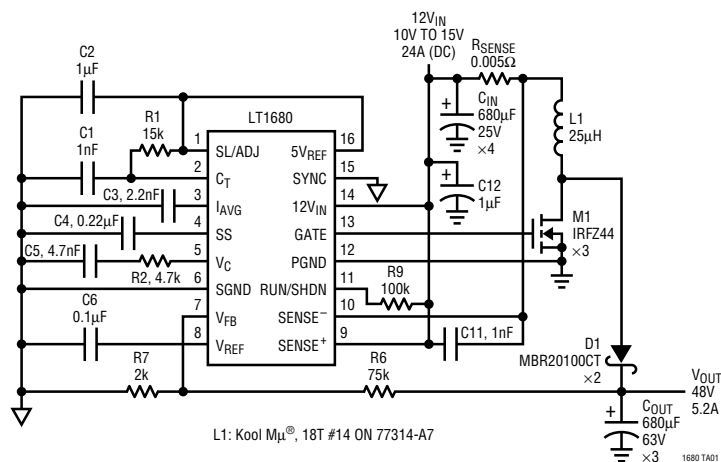 12VIN
10V TO 15V
24A (DC)
RSENSE
0.005Ω
C2
1µF
+
CIN
680µF
25V
×4
L1
25µH
R1
15k
LT1680
C1
1nF
1
SL/ADJ
5VREF
16
2
CT
SYNC
15
+
C12
1µF
C3, 2.2nF
3
IAVG
12VIN
14
C4, 0.22µF
4
SS
GATE
13
M1
IRFZ44
×3
C5, 4.7nF
R2, 4.7k
5
VC
PGND
12
6
SGND
RUN/SHDN
11
R9
100k
C6
0.1µF
7
VFB
SENSE−
10
8
VREF
SENSE+
9
C11, 1nF
D1
MBR20100CT
×2
R7
2k
R6
75k
VOUT
48V
5.2A
+
COUT
680µF
63V
×3
L1: Kool Mµ®, 18T #14 ON 77314-A7
1680 TA01